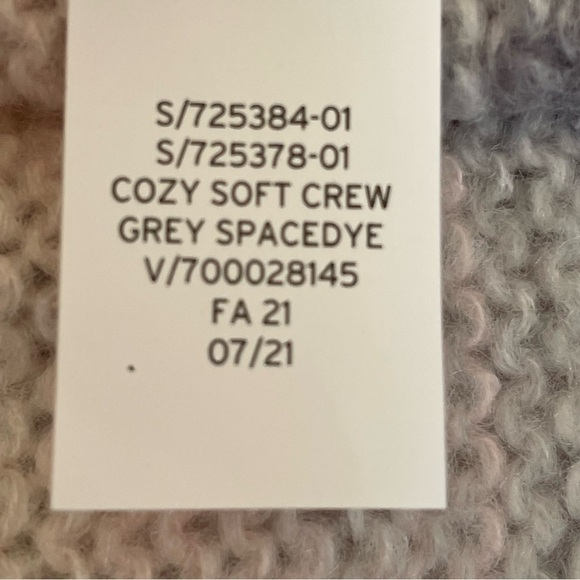 S/725384-01
S/725378-01
COZY SOFT CREW
GREY SPACEDYE
V/700028145
FA 21
07/21